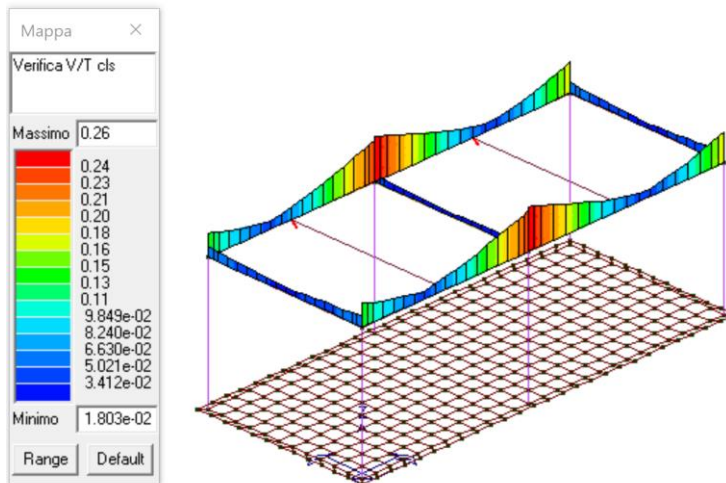 Mappa
Verifica V/T cls
Massimo 0.26
0.24
0.23
0.21
0.20
0.18
0.16
0.15
0.13
0.11
9.849e-02
8.240e-02
6.630e-02
5.021e-02
3.412e-02
Minimo 1.803e-02
Range Default
Z